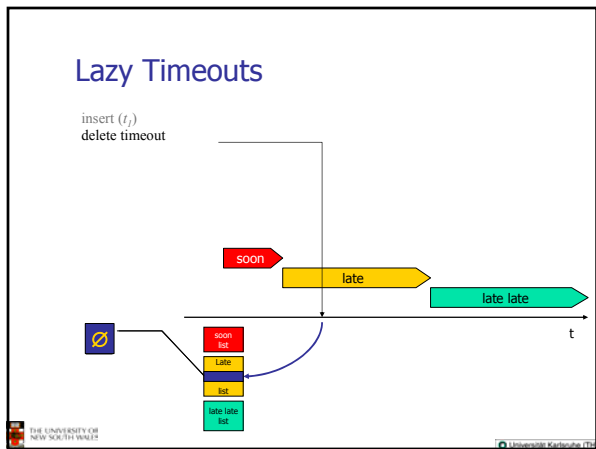 Lazy Timeouts
insert (t1)
delete timeout
soon
late
late late
t
∅
soon
list
Late
list
late late
list
THE UNIVERSITY OF
NEW SOUTH WALES
Universität Karlsruhe (TH